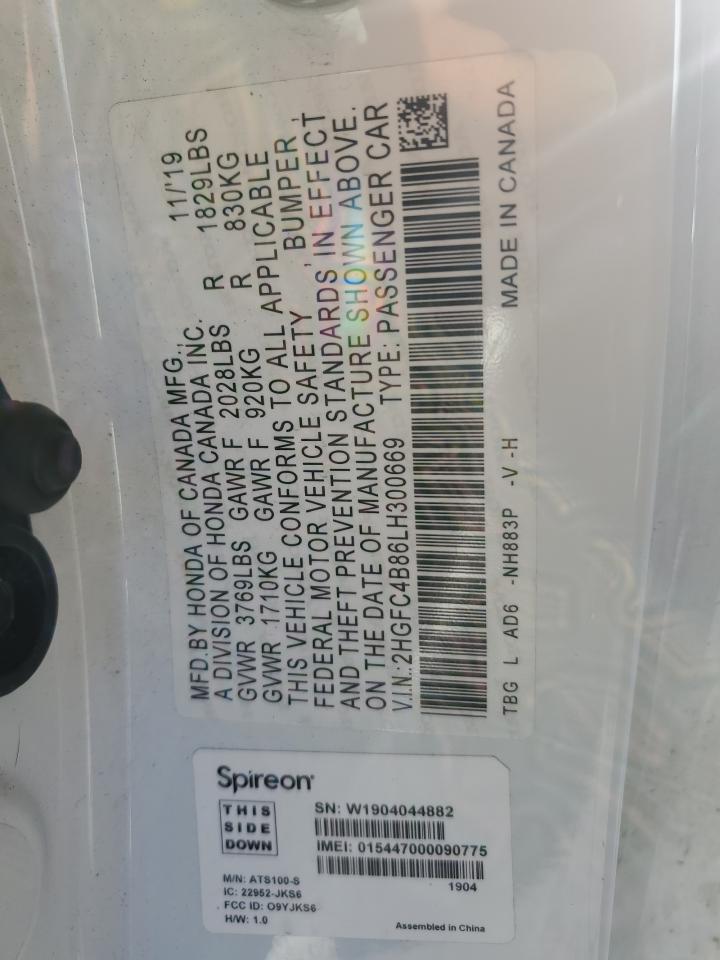 MFD.BY HONDA OF CANADA MFG., 11/'19
A DIVISION OF HONDA CANADA INC.
GVWR 3769LBS GAWR F 2028LBS R 1829LBS
GVWR 1710KG GAWR F 920KG R 830KG
THIS VEHICLE CONFORMS TO ALL APPLICABLE
FEDERAL MOTOR VEHICLE SAFETY, BUMPER,
AND THEFT PREVENTION STANDARDS IN EFFECT
ON THE DATE OF MANUFACTURE SHOWN ABOVE.
V.I.N.:2HGFC4B86LH300669 TYPE: PASSENGER CAR
TBG L AD6 -NH883P -V-H MADE IN CANADA
Spireon
THIS
SIDE
DOWN
SN: W1904044882
IMEI: 015447000090775
1904
M/N: ATS100-S
IC: 22952-JKS6
FCC ID: O9YJKS6
H/W: 1.0
Assembled in China